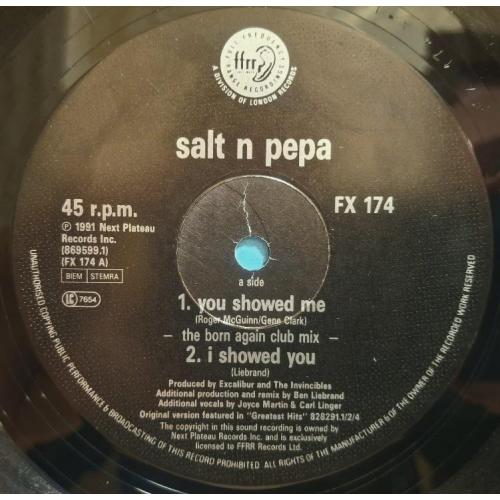 FULL FREQUENCY
ffrr
RANGE RECORDINGS
A DIVISION OF LONDON RECORDS
salt n pepa
45 r.p.m.
FX 174
℗ 1991 Next Plateau
Records Inc.
(869599.1)
(FX 174 A)
BIEM STEMRA
LC 7654
a side
1. you showed me
(Roger McGuinn/Gene Clark)
— the born again club mix —
2. i showed you
(Liebrand)
Produced by Excalibur and The Invincibles
Additional production and remix by Ben Liebrand
Additional vocals by Joyce Martin & Carl Linger
Original version featured in "Greatest Hits" 828291.1/2/4
The copyright in this sound recording is owned by
Next Plateau Records Inc. and is exclusively
licensed to FFRR Records Ltd.
UNAUTHORISED COPYING PUBLIC PERFORMANCE & BROADCASTING OF THIS RECORD PROHIBITED. ALL RIGHTS OF THE MANUFACTURER & OF THE OWNER OF THE RECORDED WORK RESERVED